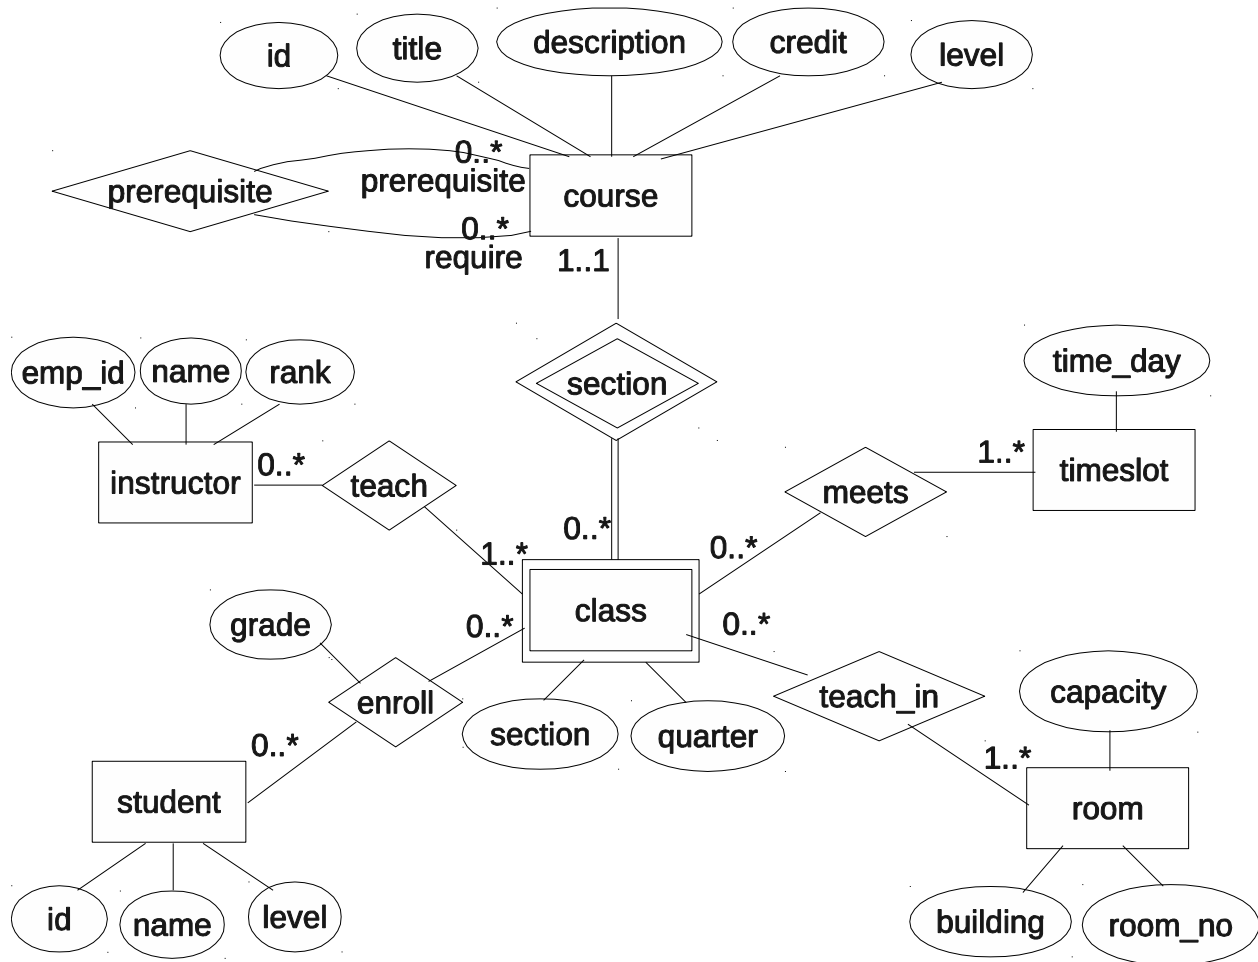 id
title
description
credit
level
0..*
prerequisite
prerequisite
course
0..*
require
1..1
emp_id
name
rank
section
time_day
instructor
0..*
teach
meets
1..*
timeslot
0..*
1..*
0..*
class
grade
0..*
0..*
enroll
section
quarter
teach_in
capacity
0..*
1..*
student
room
id
name
level
building
room_no